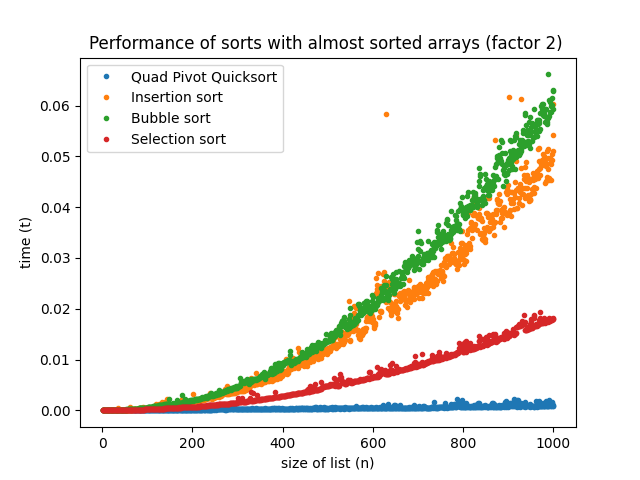 Performance of sorts with almost sorted arrays (factor 2)
Quad Pivot Quicksort
Insertion sort
Bubble sort
Selection sort
0.06
0.05
0.04
0.03
0.02
0.01
0.00
time (t)
0 200 400 600 800 1000
size of list (n)